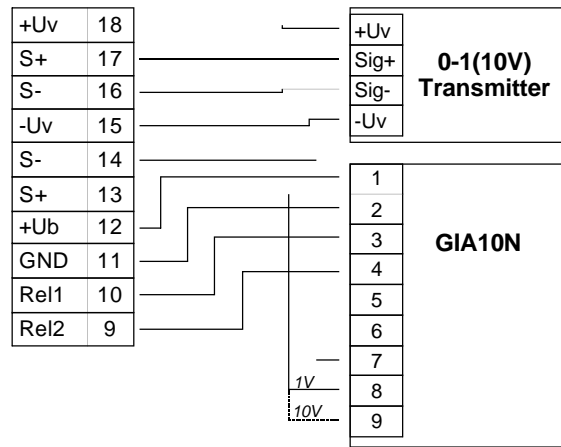 +Uv 18
S+ 17
S- 16
-Uv 15
S- 14
S+ 13
+Ub 12
GND 11
Rel1 10
Rel2 9
+Uv
Sig+
Sig-
-Uv
0-1(10V)
Transmitter
1
2
3
4
5
6
7
8
9
GIA10N
1V
10V